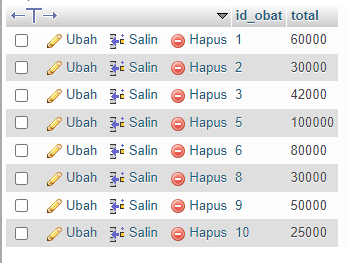 id_obat total
Ubah Salin Hapus 1 60000
Ubah Salin Hapus 2 30000
Ubah Salin Hapus 3 42000
Ubah Salin Hapus 5 100000
Ubah Salin Hapus 6 80000
Ubah Salin Hapus 8 30000
Ubah Salin Hapus 9 50000
Ubah Salin Hapus 10 25000